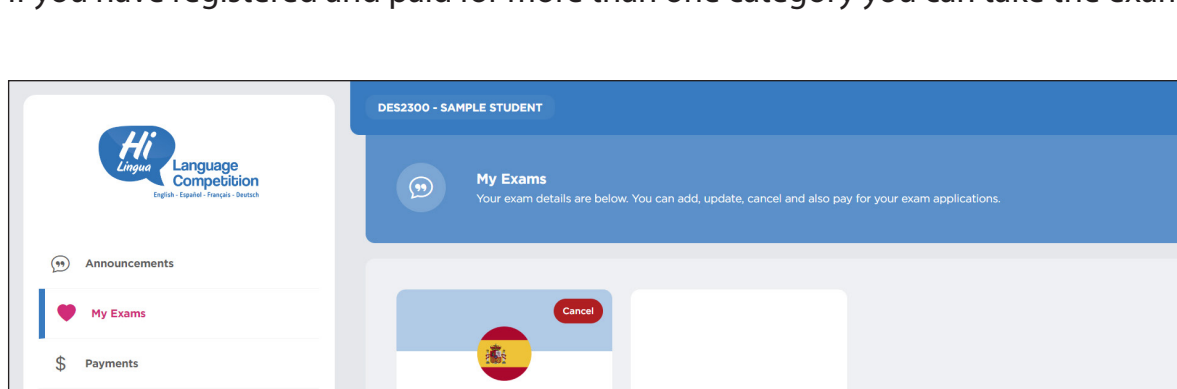 If you have registered and paid for more than one category you can take the exam
DES2300 - SAMPLE STUDENT
Hi
Lingua
Language
Competition
English - Español - Français - Deutsch
My Exams
Your exam details are below. You can add, update, cancel and also pay for your exam applications.
Announcements
My Exams
Cancel
$ Payments